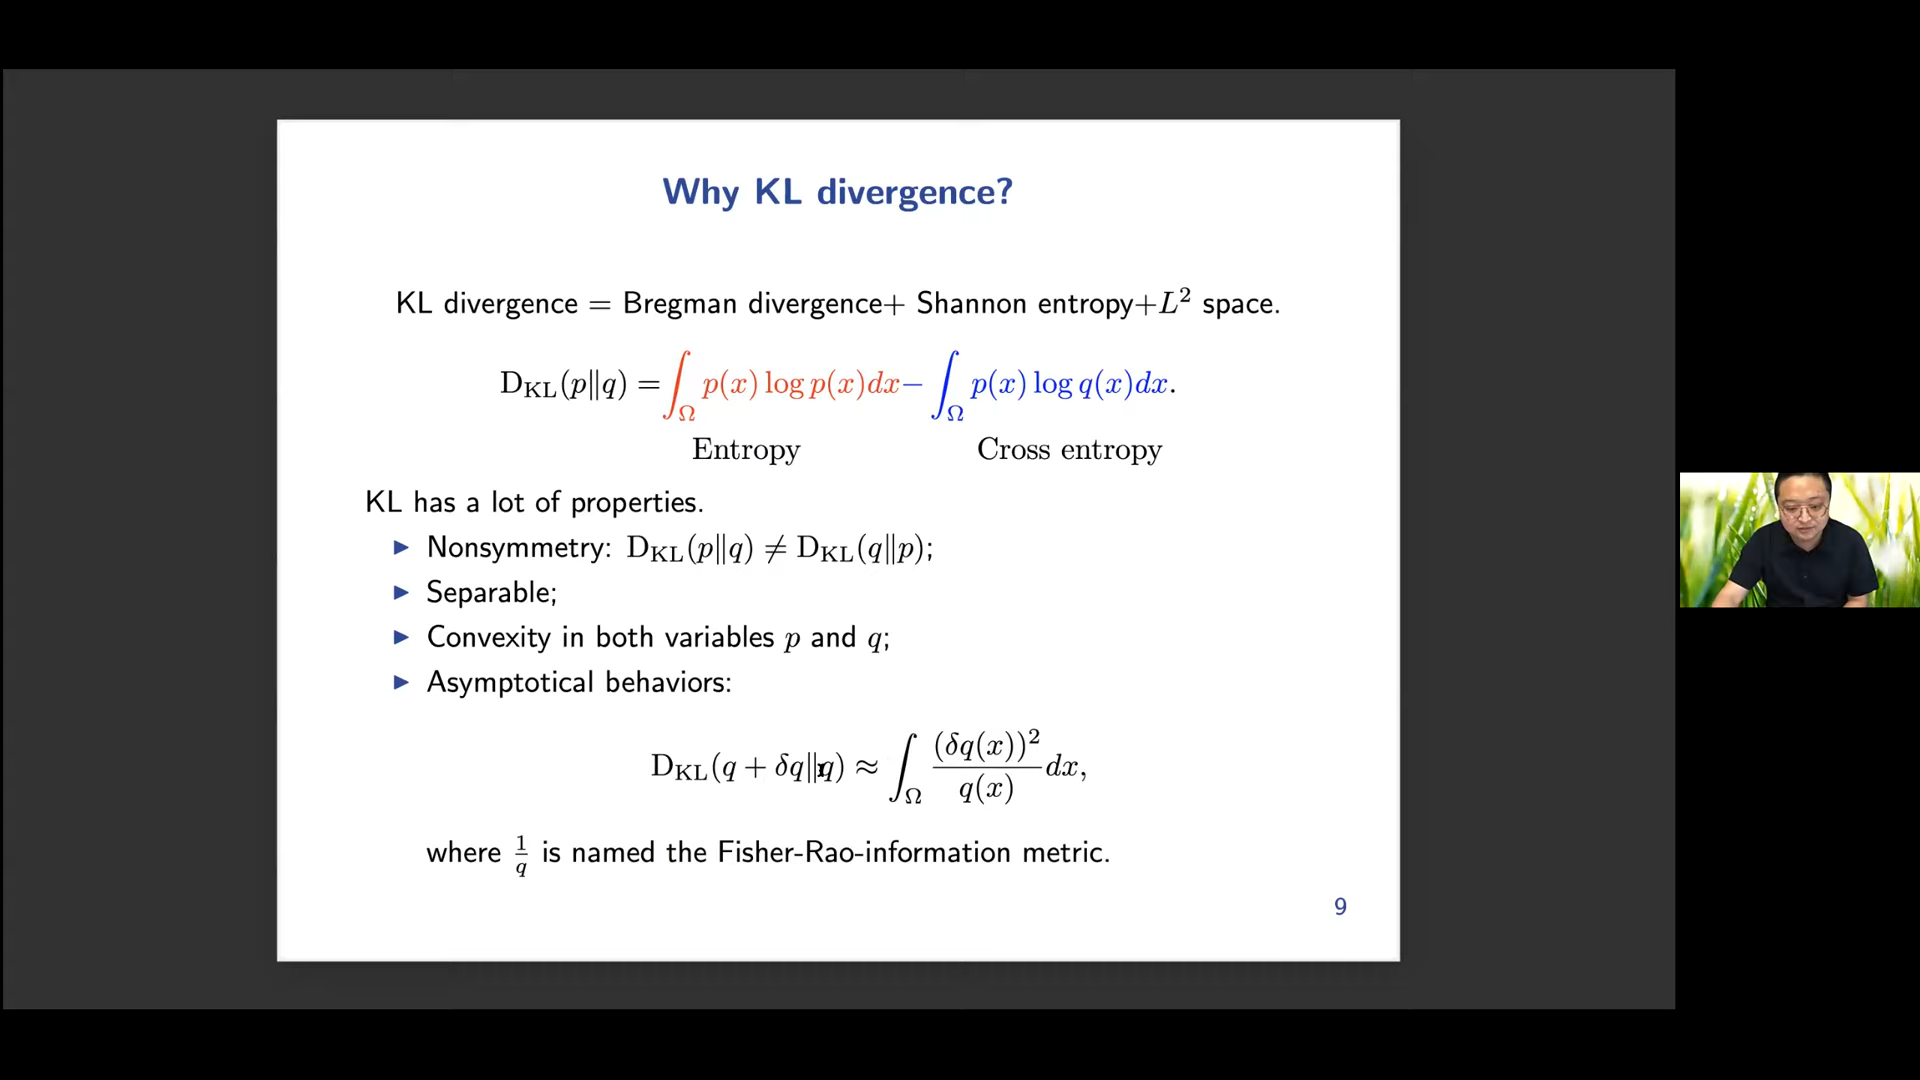 Why KL divergence?
KL divergence = Bregman divergence+ Shannon entropy+L² space.
D_KL(p‖q) = ∫_Ω p(x) log p(x)dx− ∫_Ω p(x) log q(x)dx.
Entropy Cross entropy
KL has a lot of properties.
▶ Nonsymmetry: D_KL(p‖q) ≠ D_KL(q‖p);
▶ Separable;
▶ Convexity in both variables p and q;
▶ Asymptotical behaviors:
D_KL(q + δq‖q) ≈ ∫_Ω (δq(x))²/q(x) dx,
where 1/q is named the Fisher-Rao-information metric.
9